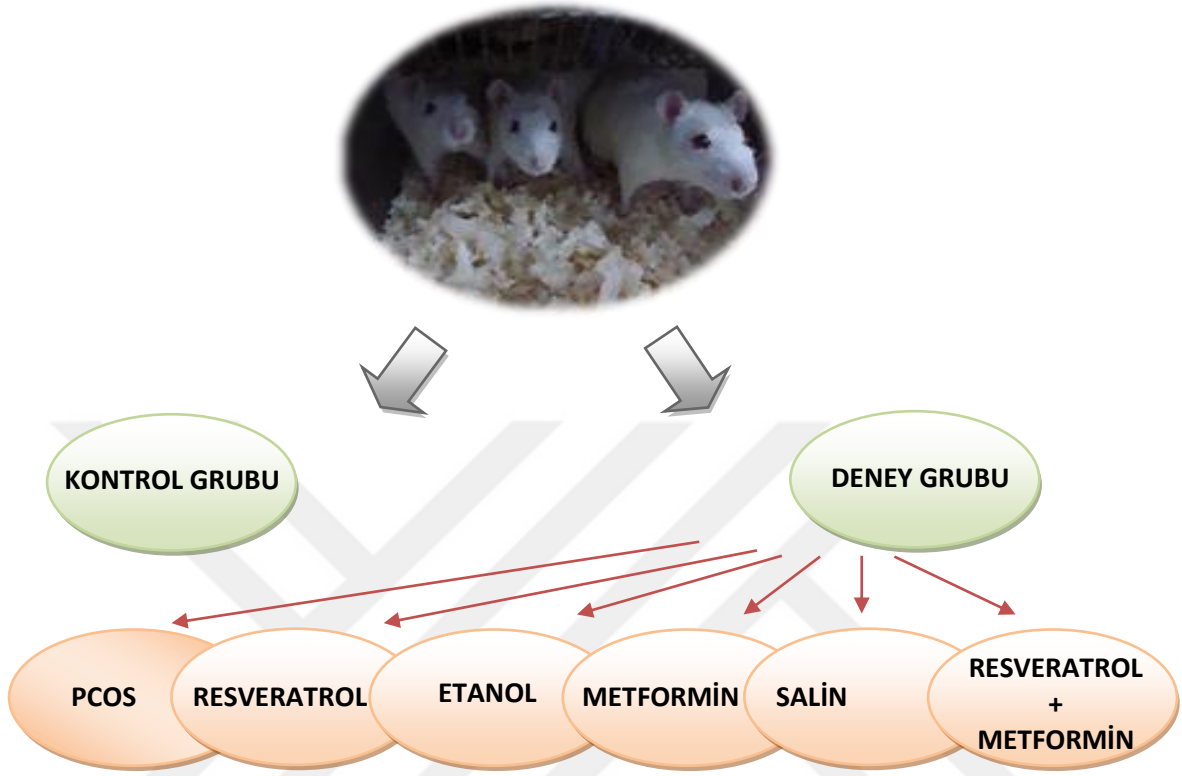 KONTROL GRUBU
DENEY GRUBU
PCOS
RESVERATROL
ETANOL
METFORMİN
SALİN
RESVERATROL
+
METFORMİN